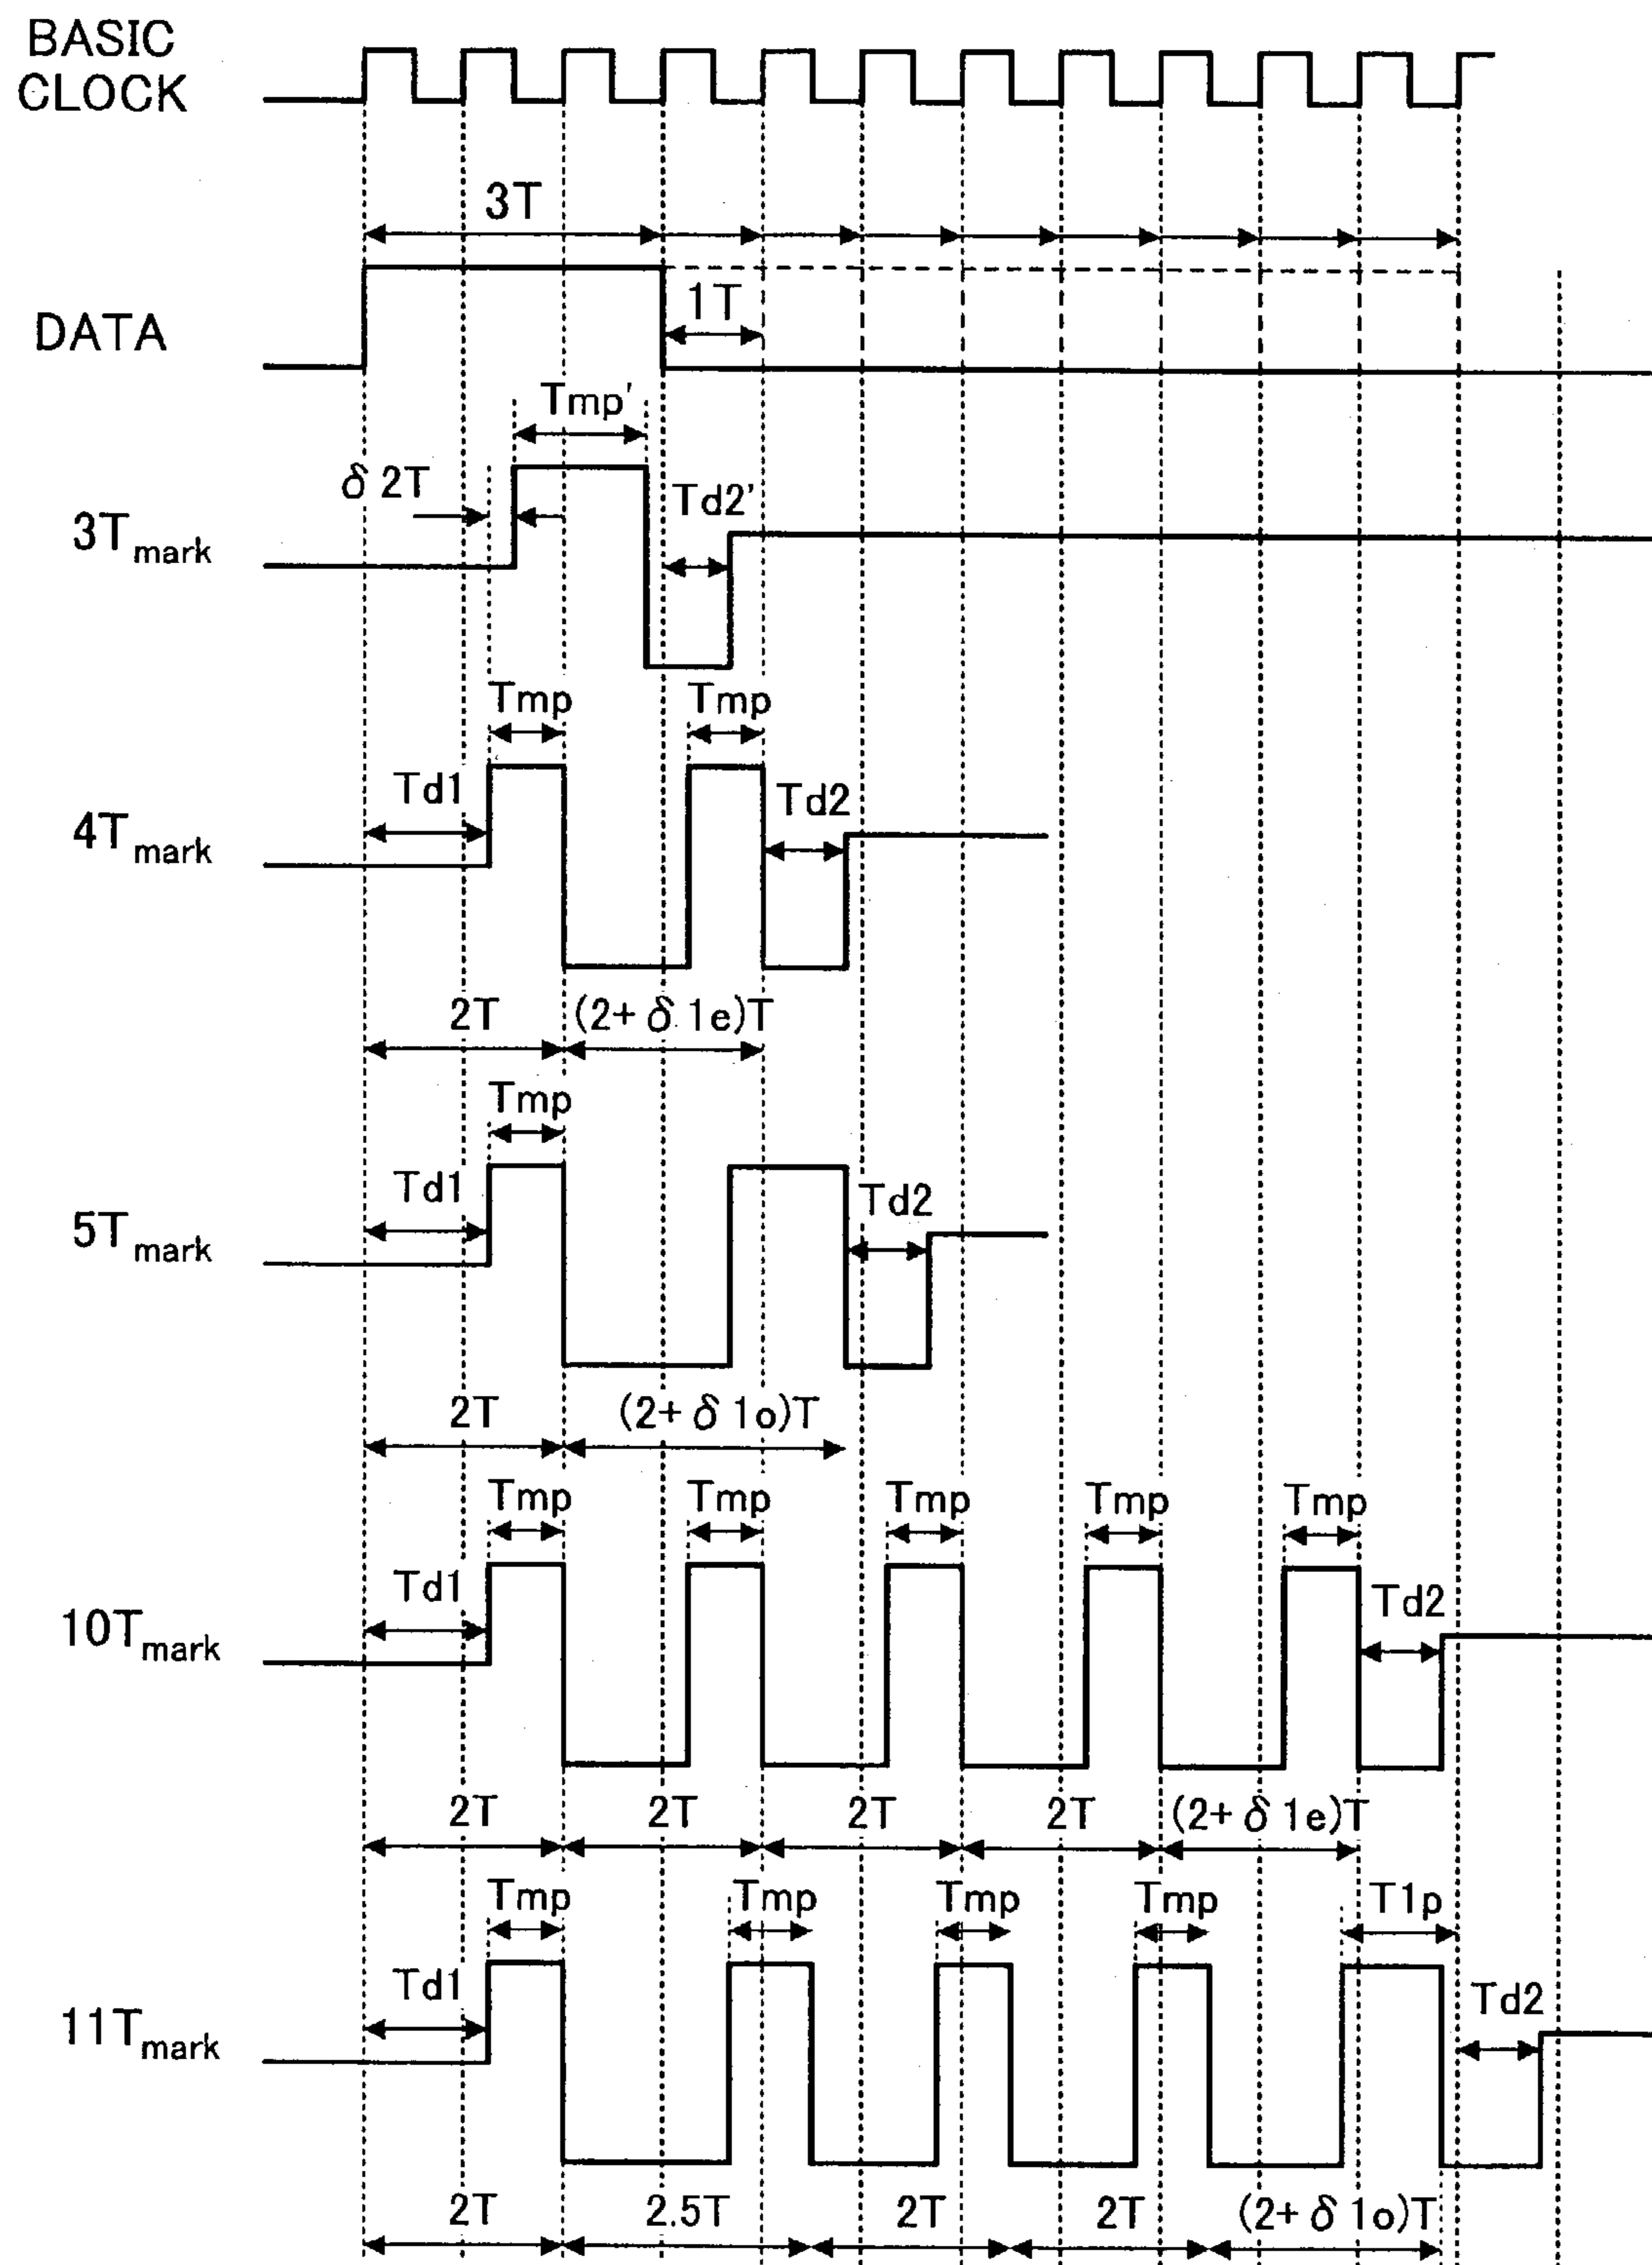 BASIC
CLOCK
3T
DATA
1T
Tmp'
δ 2T
Td2'
3Tmark
Tmp Tmp
Td1 Td2
4Tmark
2T (2+ δ 1e)T
Tmp
Td1 Td2
5Tmark
2T (2+ δ 1o)T
Tmp Tmp Tmp Tmp Tmp
Td1 Td2
10Tmark
2T 2T 2T 2T (2+ δ 1e)T
Tmp Tmp Tmp Tmp T1p
Td1 Td2
11Tmark
2T 2.5T 2T 2T (2+ δ 1o)T